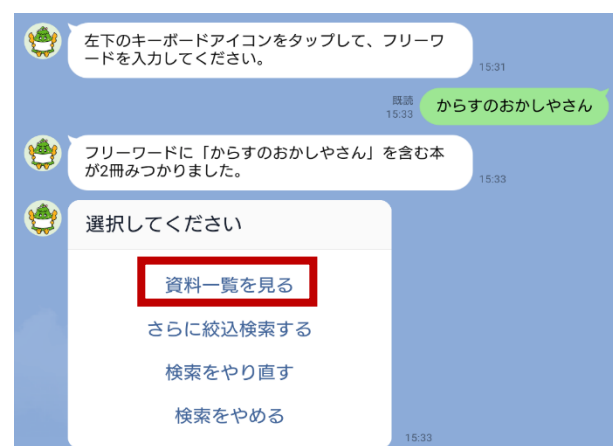 左下のキーボードアイコンをタップして、フリーワ
ードを入力してください。
15:31
既読
15:33
からすのおかしやさん
フリーワードに「からすのおかしやさん」を含む本
が2冊みつかりました。
15:33
選択してください
資料一覧を見る
さらに絞込検索する
検索をやり直す
検索をやめる
15:33